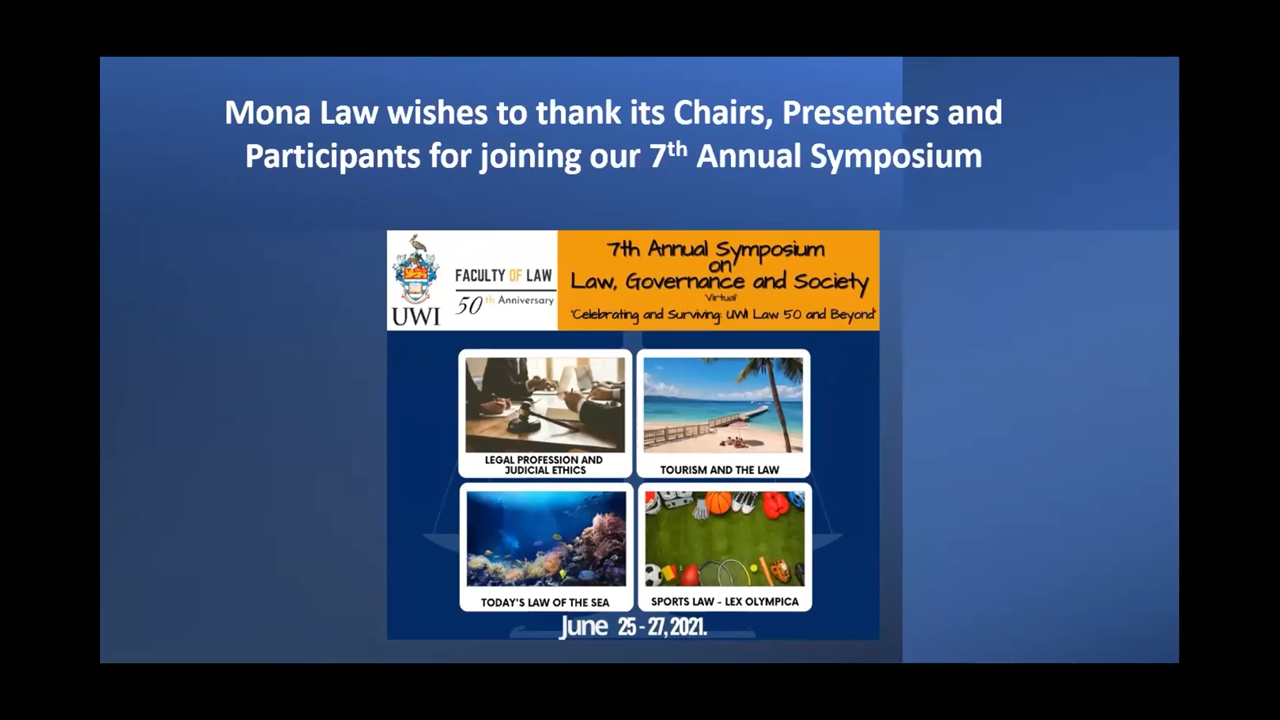 Mona Law wishes to thank its Chairs, Presenters and
Participants for joining our 7th Annual Symposium
UWI
FACULTY OF LAW
50th Anniversary
7th Annual Symposium
on
Law, Governance and Society
'Virtual'
'Celebrating and Surviving: UWI Law 50 and Beyond'
LEGAL PROFESSION AND
JUDICIAL ETHICS
TOURISM AND THE LAW
TODAY'S LAW OF THE SEA
SPORTS LAW - LEX OLYMPICA
June 25 - 27, 2021.